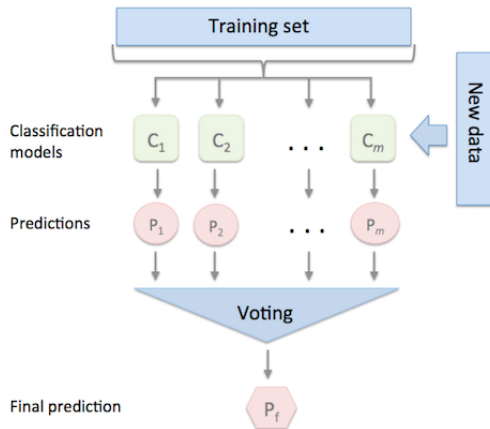 Training set
New data
Classification models
C1 C2 . . . Cm
Predictions
P1 P2 . . . Pm
Voting
Final prediction
Pf